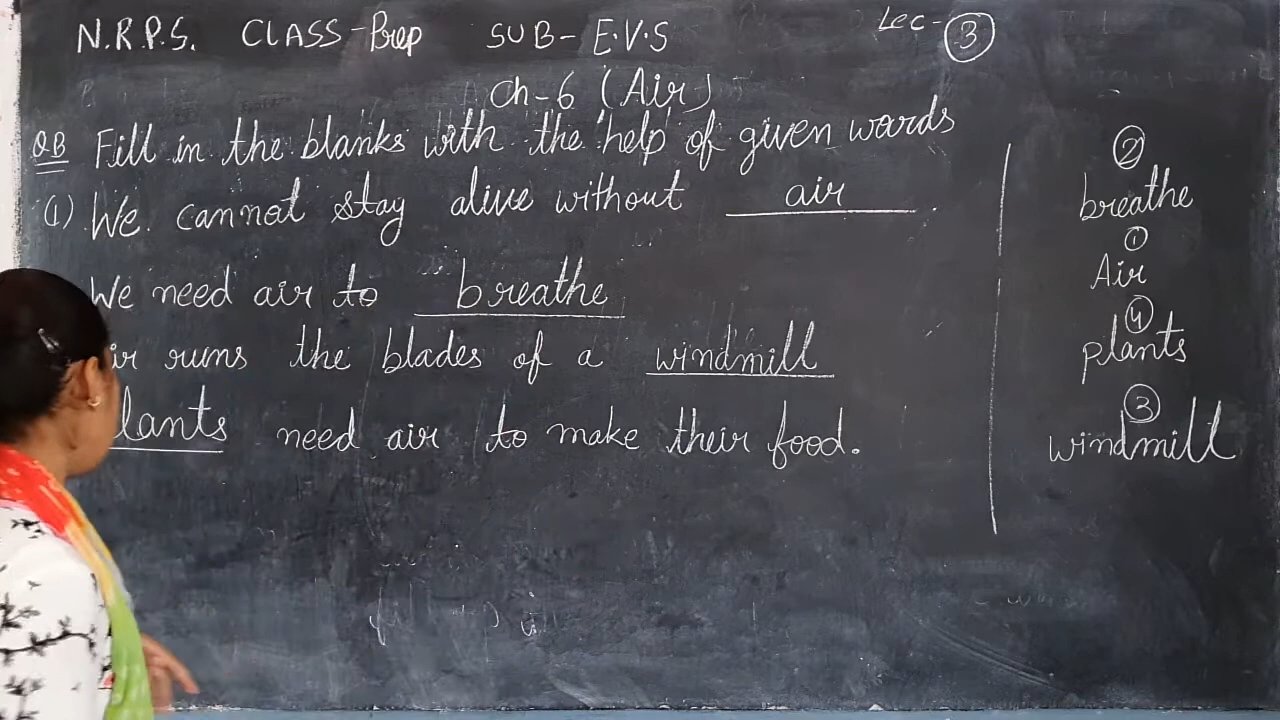 N.R.P.S. CLASS-Prep SUB- E.V.S Lec- 3
Ch-6 (Air)
QB Fill in the blanks with the help of given words
(1) We cannot stay alive without air.
We need air to breathe
ir runs the blades of a windmill
lants need air to make their food.
2
breathe
1
Air
4
plants
3
windmill